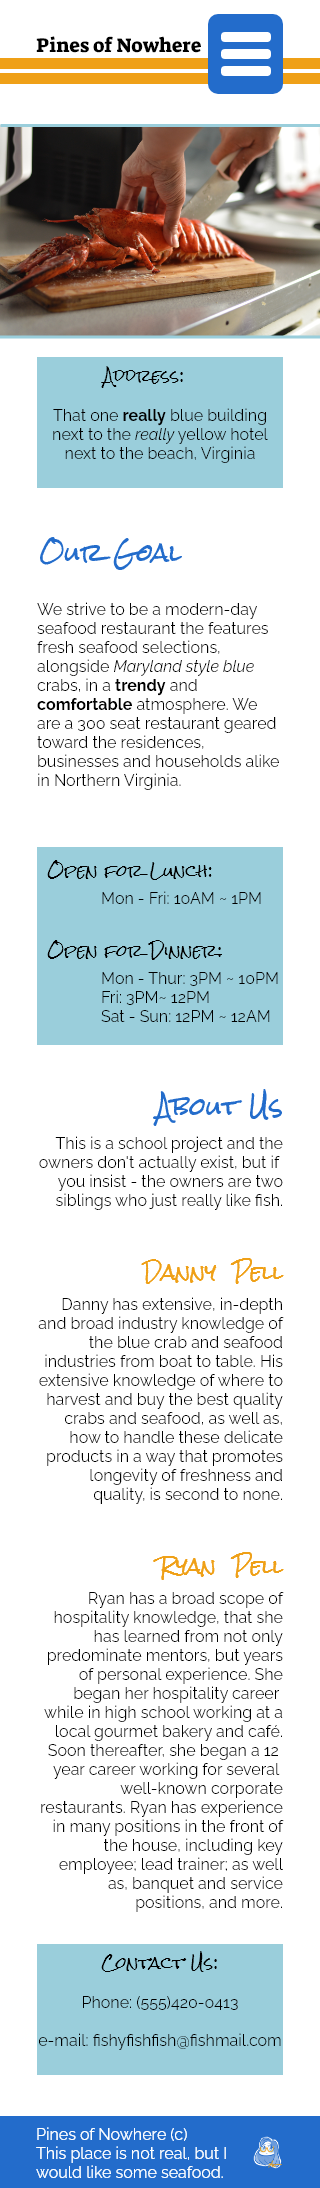 Pines of Nowhere
Address:
That one really blue building
next to the really yellow hotel
next to the beach, Virginia
Our Goal
We strive to be a modern-day
seafood restaurant the features
fresh seafood selections,
alongside Maryland style blue
crabs, in a trendy and
comfortable atmosphere. We
are a 300 seat restaurant geared
toward the residences,
businesses and households alike
in Northern Virginia.
Open for Lunch:
Mon - Fri: 10AM ~ 1PM
Open for Dinner:
Mon - Thur: 3PM ~ 10PM
Fri: 3PM~ 12PM
Sat - Sun: 12PM ~ 12AM
About Us
This is a school project and the
owners don't actually exist, but if
you insist - the owners are two
siblings who just really like fish.
Danny Pell
Danny has extensive, in-depth
and broad industry knowledge of
the blue crab and seafood
industries from boat to table. His
extensive knowledge of where to
harvest and buy the best quality
crabs and seafood, as well as,
how to handle these delicate
products in a way that promotes
longevity of freshness and
quality, is second to none.
Ryan Pell
Ryan has a broad scope of
hospitality knowledge, that she
has learned from not only
predominate mentors, but years
of personal experience. She
began her hospitality career
while in high school working at a
local gourmet bakery and café.
Soon thereafter, she began a 12
year career working for several
well-known corporate
restaurants. Ryan has experience
in many positions in the front of
the house, including key
employee; lead trainer; as well
as, banquet and service
positions, and more.
Contact Us:
Phone: (555)420-0413
e-mail: fishyfishfish@fishmail.com
Pines of Nowhere (c)
This place is not real, but I
would like some seafood.